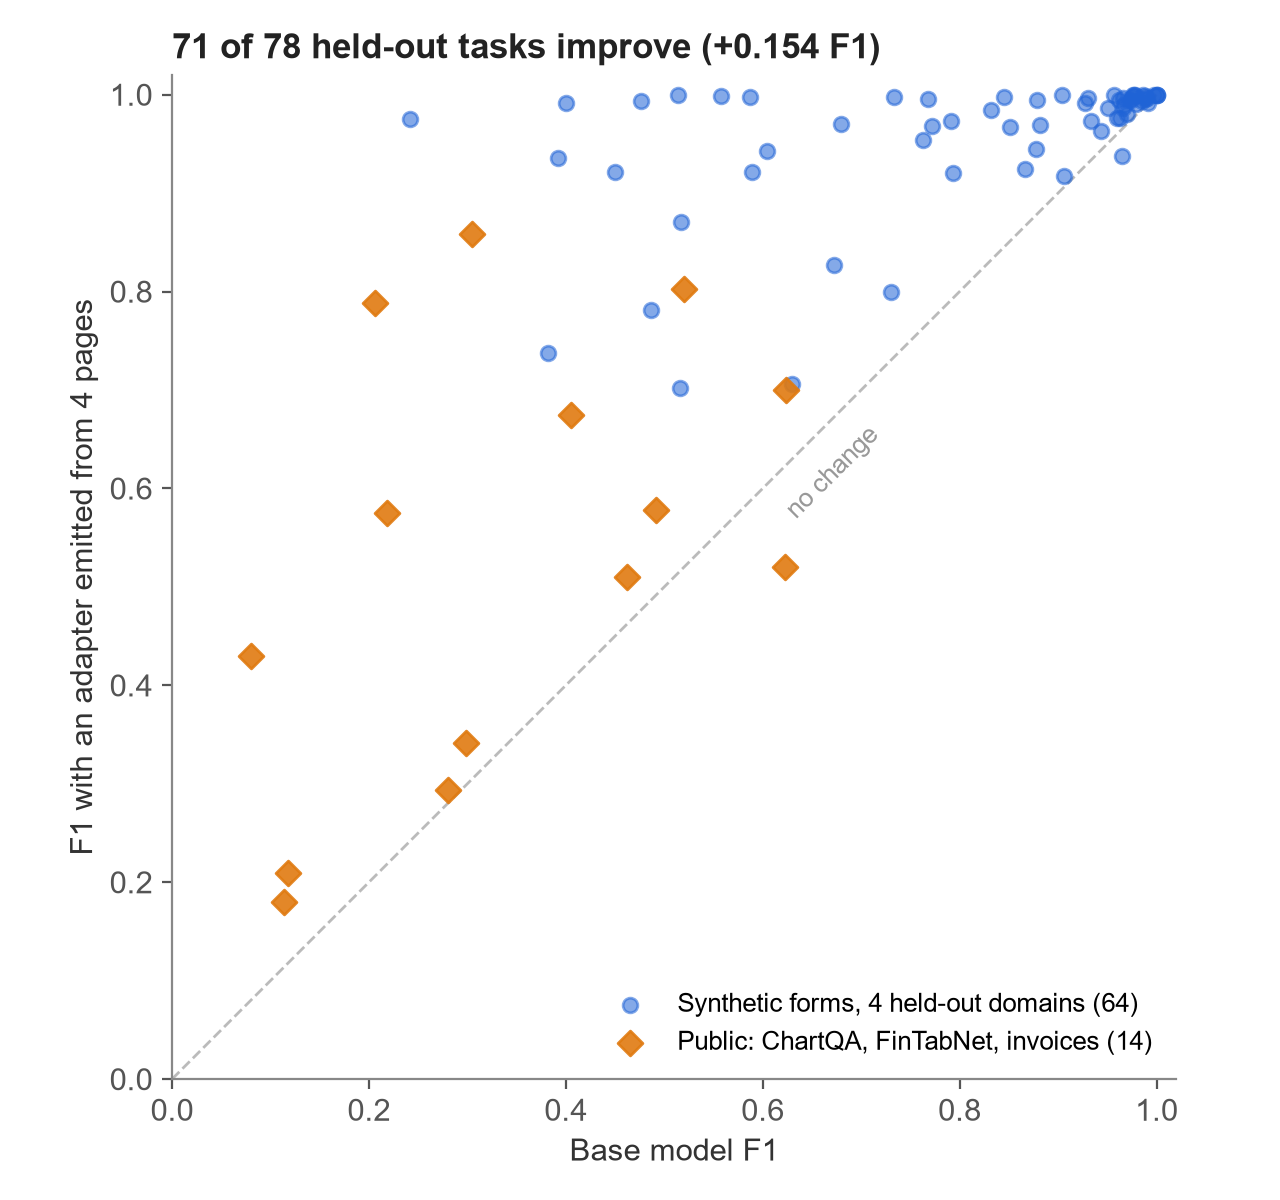 71 of 78 held-out tasks improve (+0.154 F1)
1.0
0.8
0.6
0.4
0.2
0.0
F1 with an adapter emitted from 4 pages
no change
Synthetic forms, 4 held-out domains (64)
Public: ChartQA, FinTabNet, invoices (14)
0.0 0.2 0.4 0.6 0.8 1.0
Base model F1